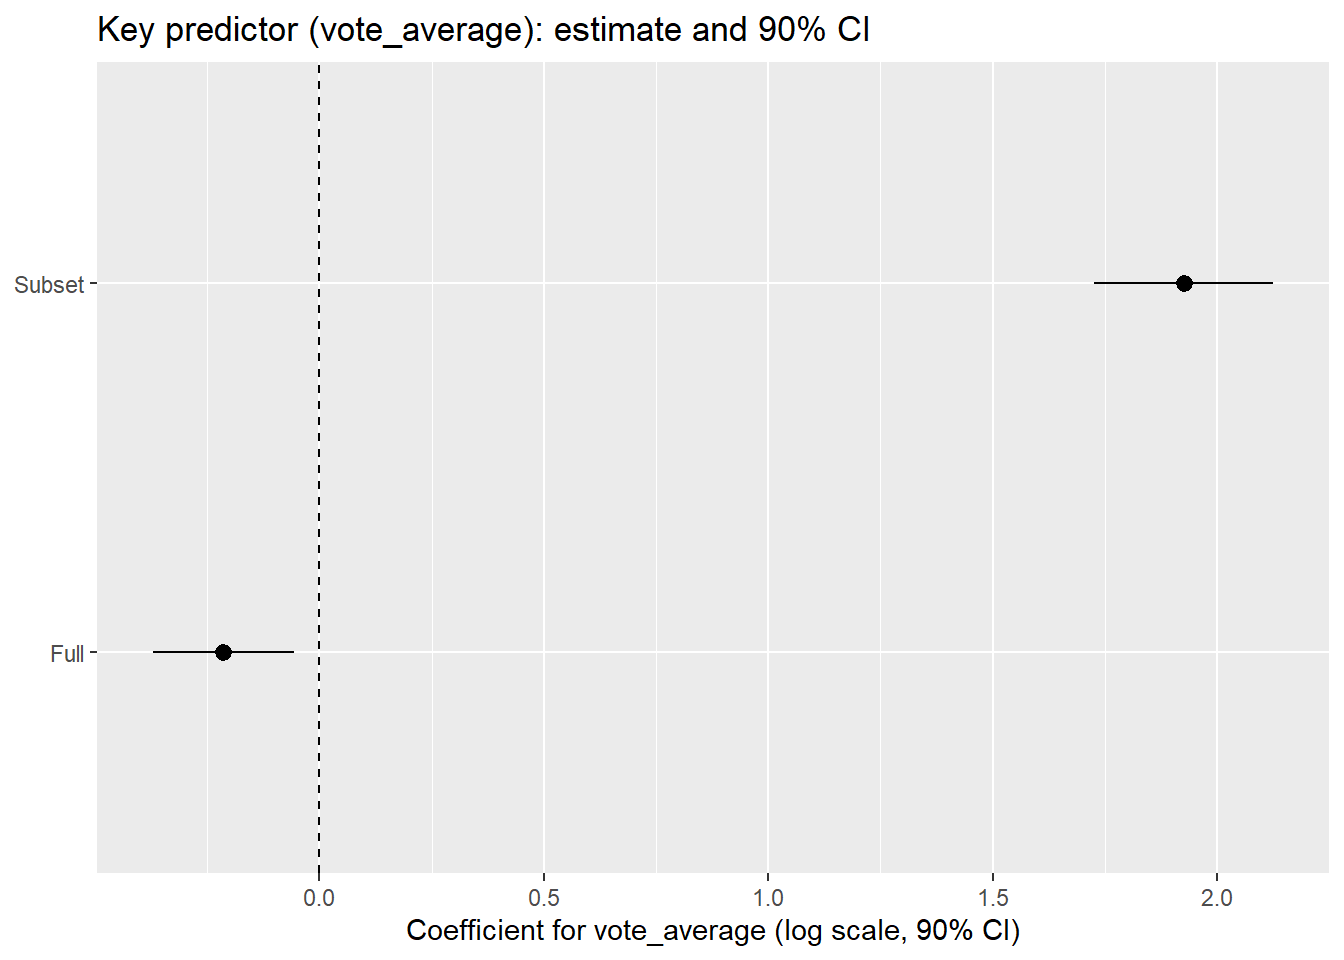 Key predictor (vote_average): estimate and 90% CI
Subset
Full
0.0 0.5 1.0 1.5 2.0
Coefficient for vote_average (log scale, 90% CI)